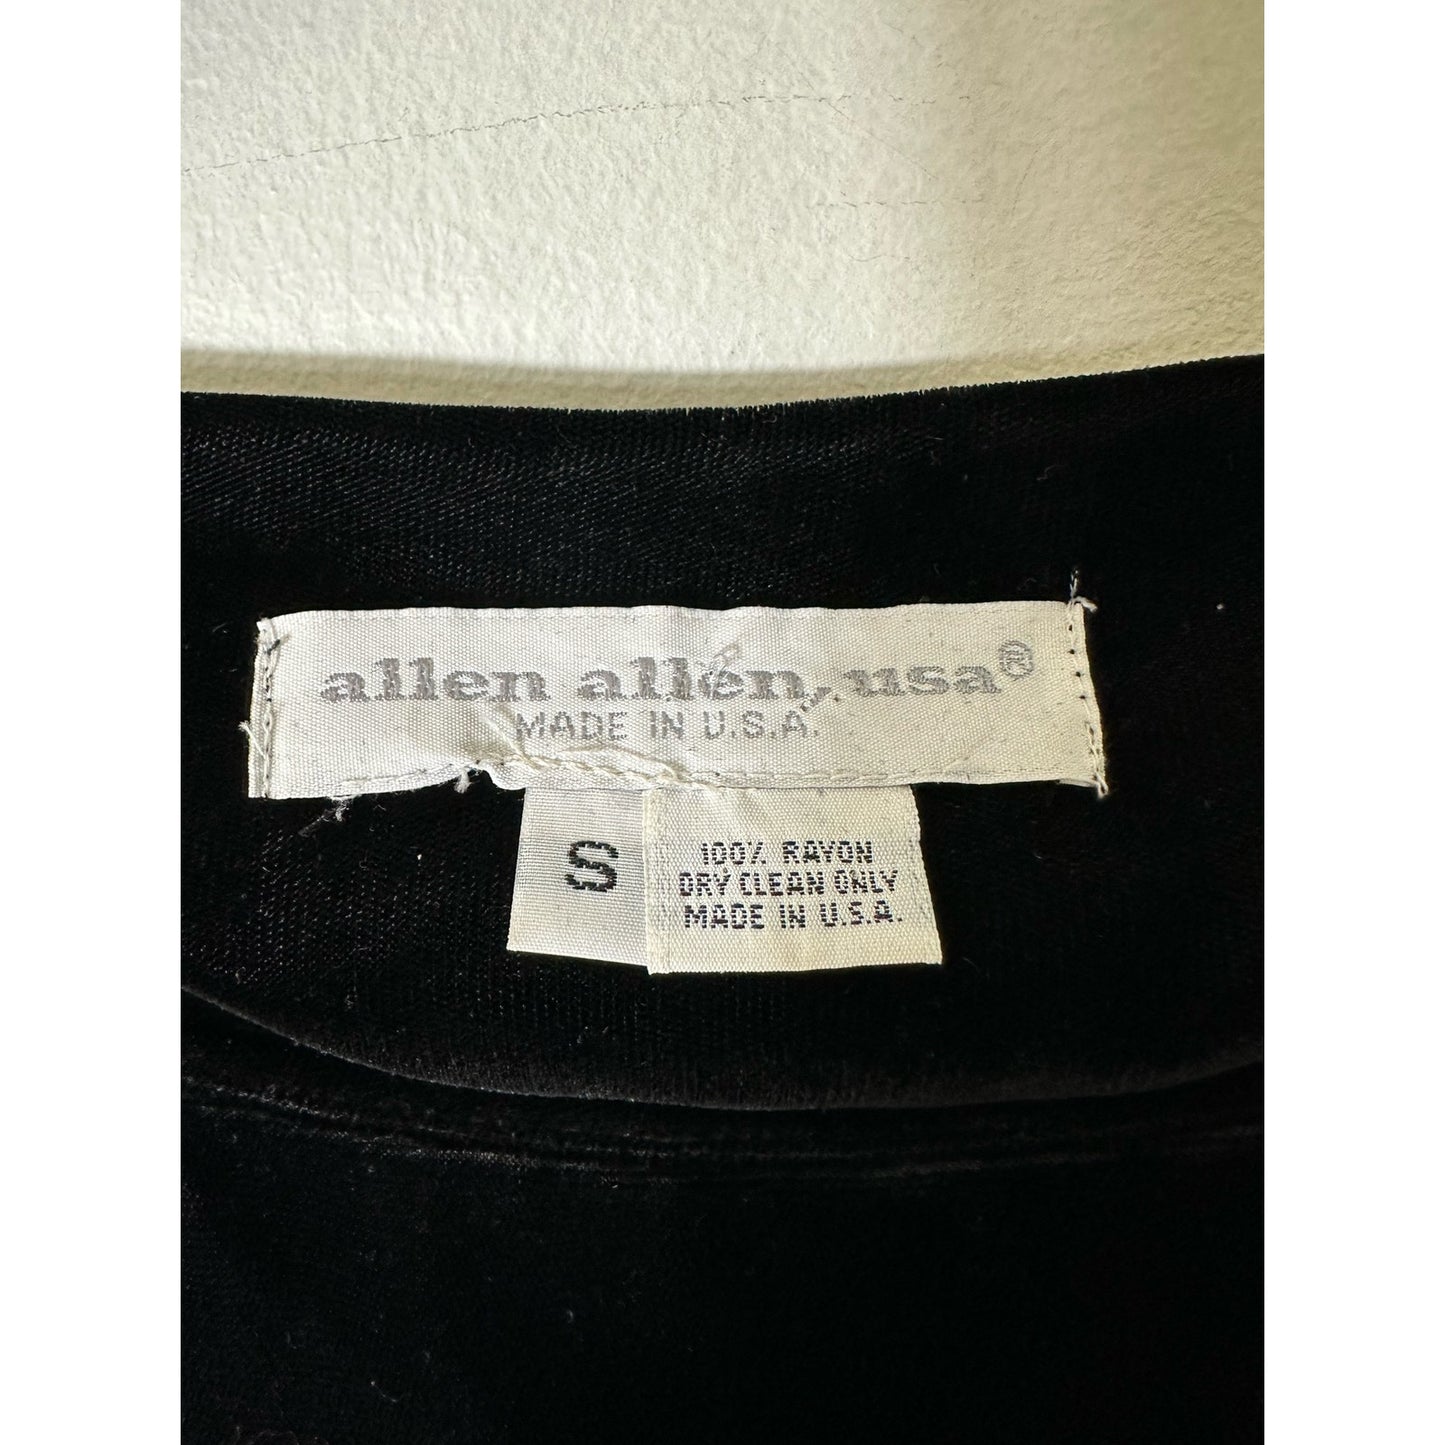 allen allen, usa®
MADE IN U.S.A.
S
100% RAYON
DRY CLEAN ONLY
MADE IN U.S.A.